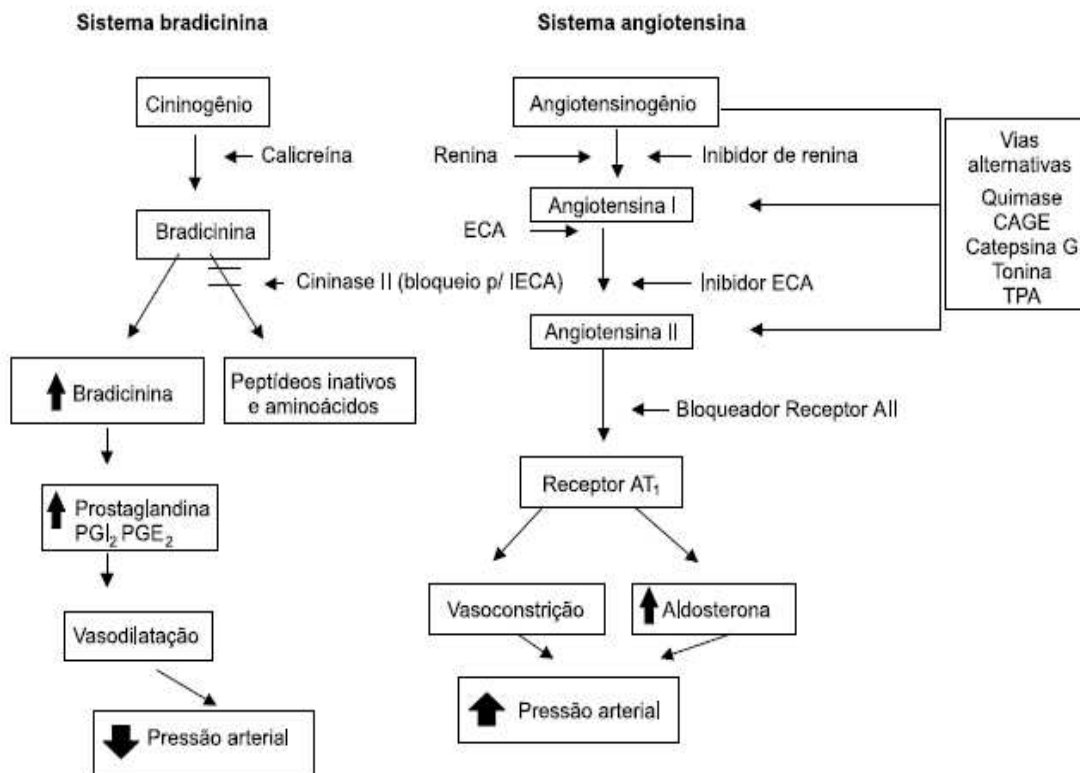 Sistema bradicinina
Sistema angiotensina
Cininogênio
Calicreína
Bradicinina
Cininase II (bloqueio p/ IECA)
Bradicinina
Peptídeos inativos
e aminoácidos
Prostaglandina
PGI₂ PGE₂
Vasodilatação
Pressão arterial
Angiotensinogênio
Renina
Inibidor de renina
Angiotensina I
ECA
Inibidor ECA
Angiotensina II
Bloqueador Receptor AII
Receptor AT₁
Vasoconstrição
Aldosterona
Pressão arterial
Vias
alternativas
Quimase
CAGE
Catepsina G
Tonina
TPA